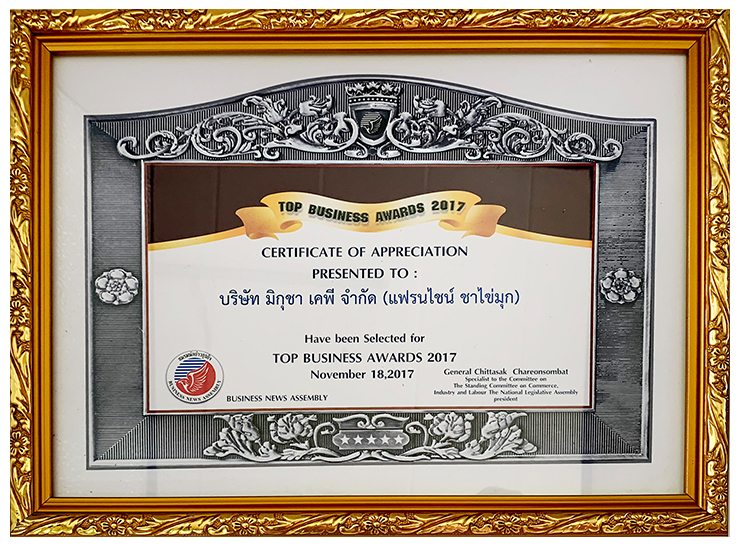 TOP BUSINESS AWARDS 2017
CERTIFICATE OF APPRECIATION
PRESENTED TO :
บริษัท มิกุชา เคพี จำกัด (แฟรนไชน์ ชาไข่มุก)
Have been Selected for
TOP BUSINESS AWARDS 2017
November 18,2017
General Chittasak Chareonsombat
Specialist to the Committee on
The Standing Committee on Commerce,
Industry and Labour The National Legislative Assembly
president
BUSINESS NEWS ASSEMBLY
BUSINESS NEWS ASSEMBLY